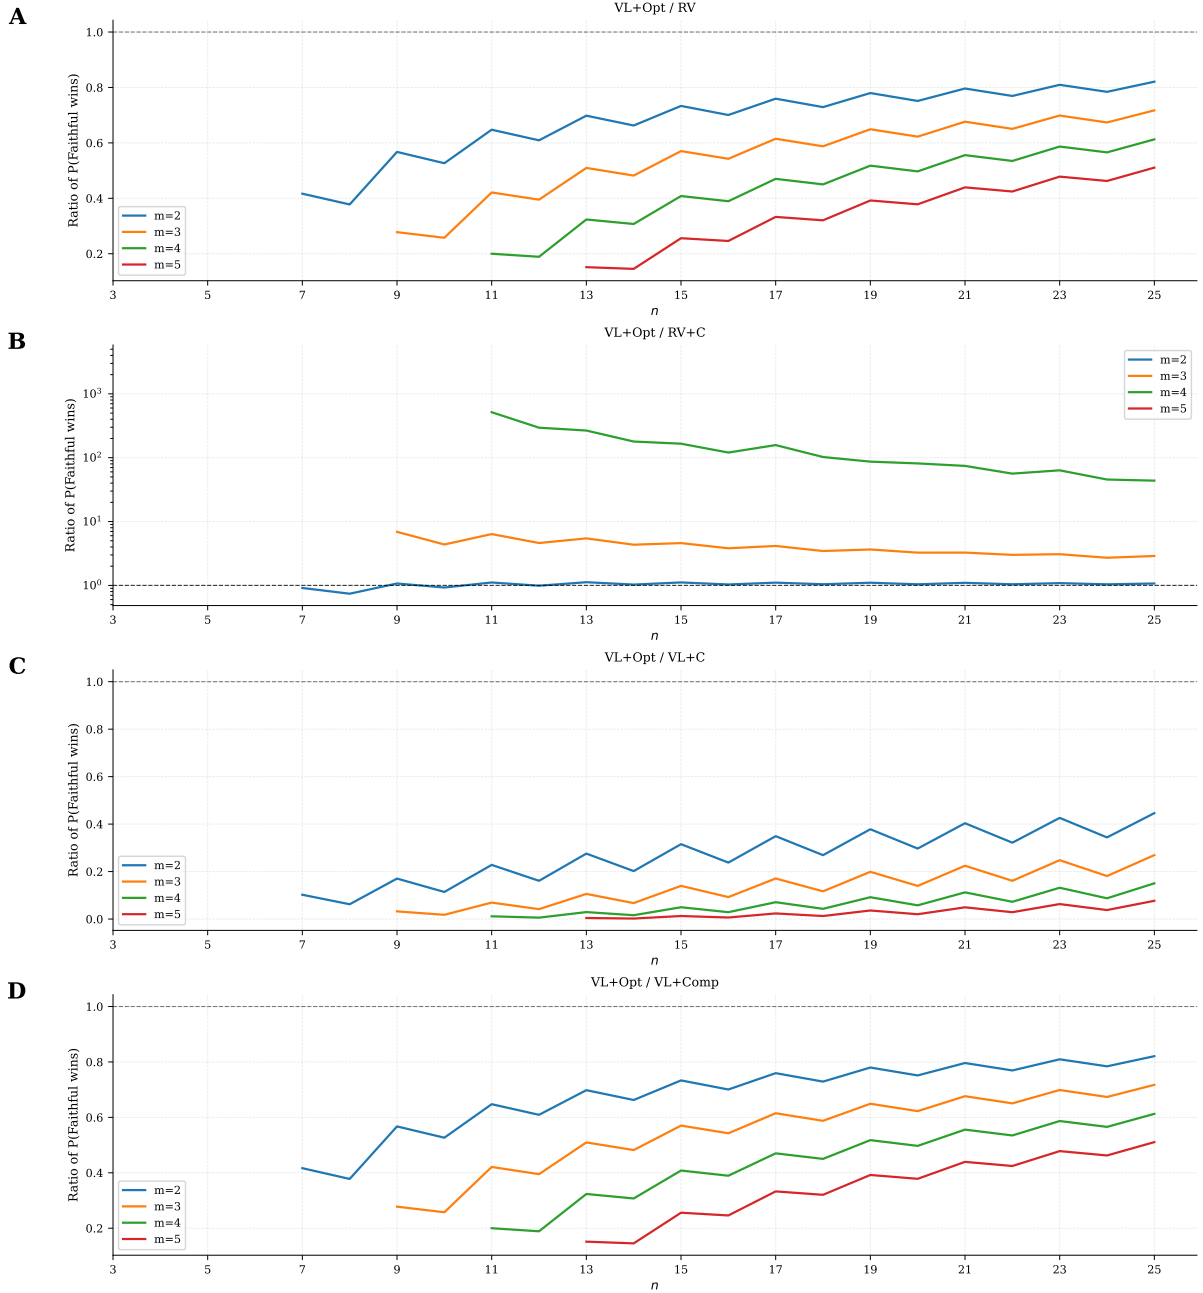 A
VL+Opt / RV
Ratio of P(Faithful wins)
1.0
0.8
0.6
0.4
0.2
m=2
m=3
m=4
m=5
3 5 7 9 11 13 15 17 19 21 23 25
n
B
VL+Opt / RV+C
Ratio of P(Faithful wins)
10³
10²
10¹
10⁰
m=2
m=3
m=4
m=5
3 5 7 9 11 13 15 17 19 21 23 25
n
C
VL+Opt / VL+C
Ratio of P(Faithful wins)
1.0
0.8
0.6
0.4
0.2
0.0
m=2
m=3
m=4
m=5
3 5 7 9 11 13 15 17 19 21 23 25
n
D
VL+Opt / VL+Comp
Ratio of P(Faithful wins)
1.0
0.8
0.6
0.4
0.2
m=2
m=3
m=4
m=5
3 5 7 9 11 13 15 17 19 21 23 25
n